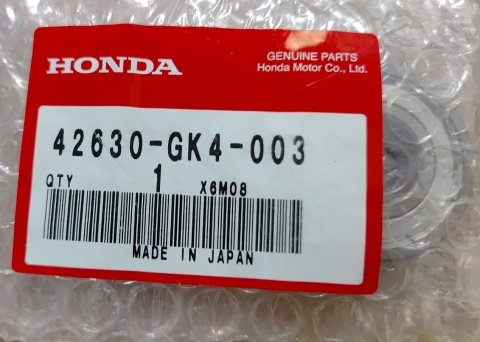 HONDA
GENUINE PARTS
Honda Motor Co., Ltd.
42630-GK4-003
QTY 1 X6M08
MADE IN JAPAN